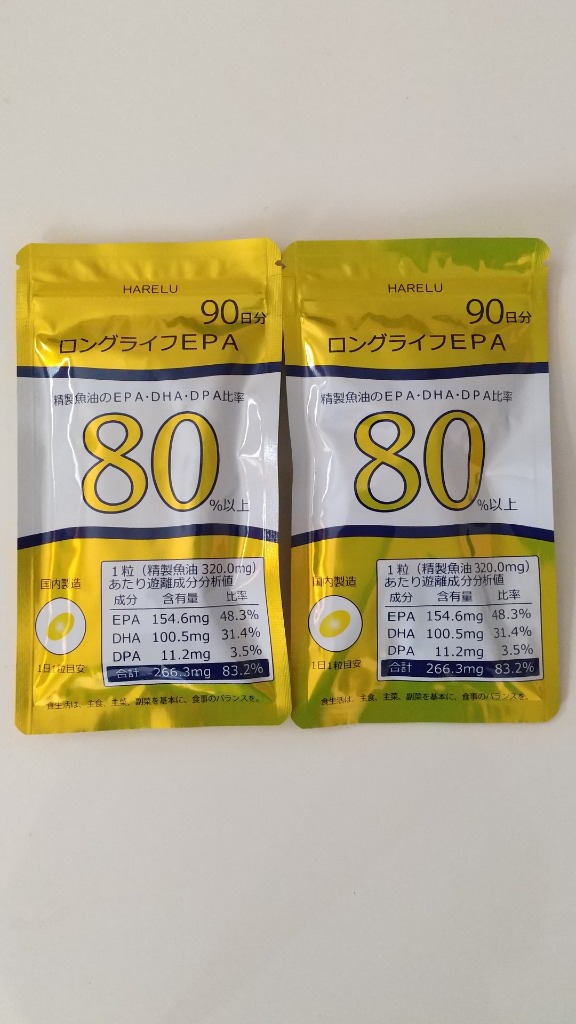 HARELU
90日分
ロングライフEPA
精製魚油のEPA・DHA・DPA比率
80%以上
国内製造
1日1粒目安
1粒（精製魚油 320.0mg）
あたり遊離成分分析値
成分 含有量 比率
EPA 154.6mg 48.3%
DHA 100.5mg 31.4%
DPA 11.2mg 3.5%
合計 266.3mg 83.2%
食生活は、主食、主菜、副菜を基本に、食事のバランスを。
HARELU
90日分
ロングライフEPA
精製魚油のEPA・DHA・DPA比率
80%以上
国内製造
1日1粒目安
1粒（精製魚油 320.0mg）
あたり遊離成分分析値
成分 含有量 比率
EPA 154.6mg 48.3%
DHA 100.5mg 31.4%
DPA 11.2mg 3.5%
合計 266.3mg 83.2%
食生活は、主食、主菜、副菜を基本に、食事のバランスを。